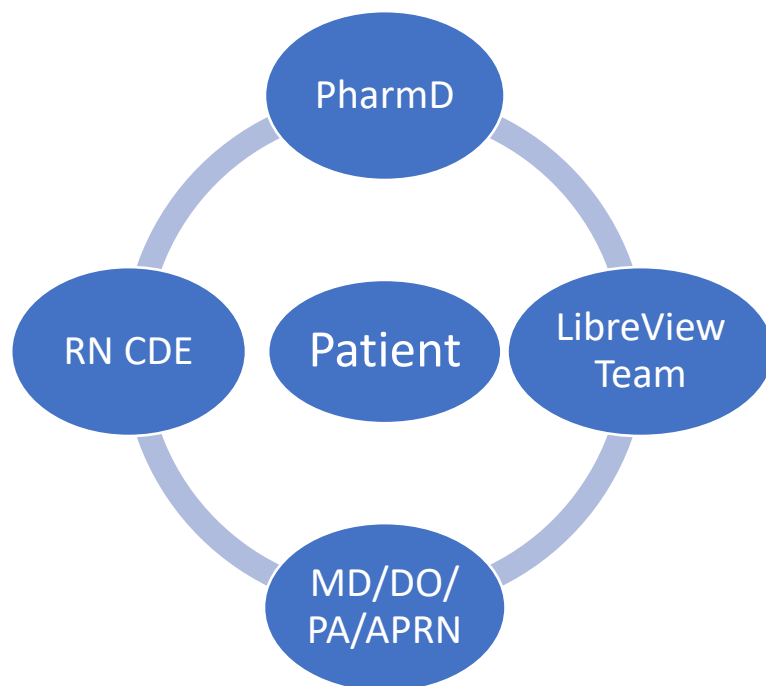 PharmD
RN CDE
Patient
LibreView
Team
MD/DO/
PA/APRN